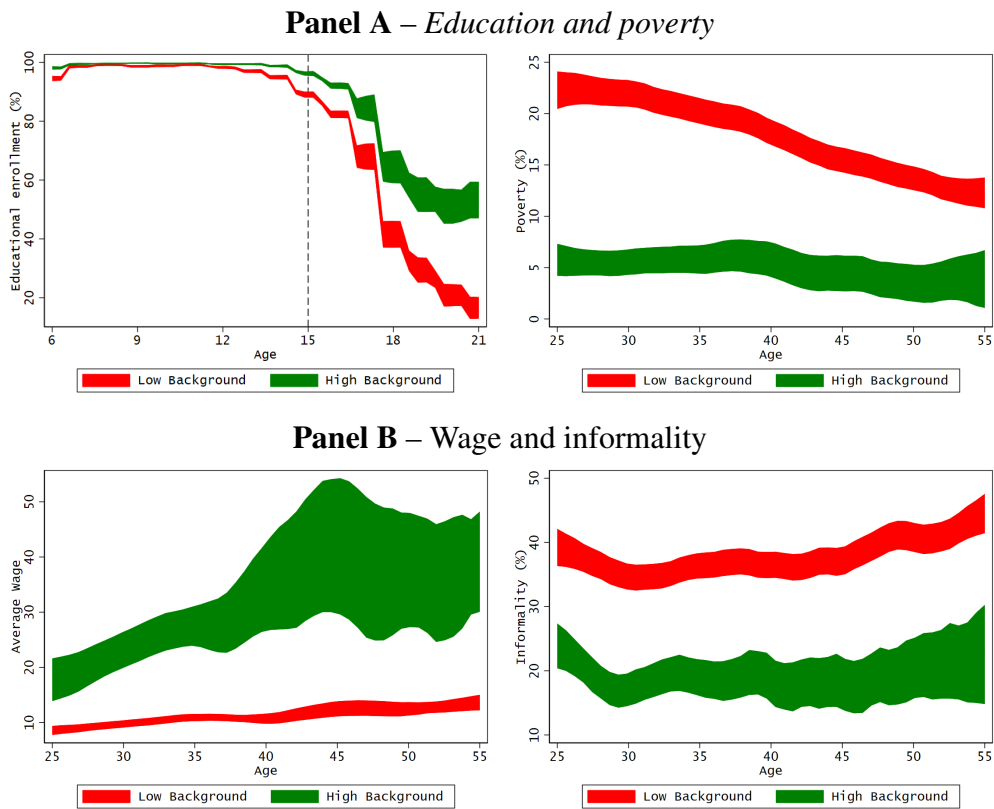 Panel A – Education and poverty
Educational enrollment (%)
100
80
60
40
20
6 9 12 15 18 21
Age
Low Background High Background
Poverty (%)
25
20
15
10
5
0
25 30 35 40 45 50 55
Age
Low Background High Background
Panel B – Wage and informality
Average Wage
50
40
30
20
10
25 30 35 40 45 50 55
Age
Low Background High Background
Informality (%)
50
40
30
20
10
25 30 35 40 45 50 55
Age
Low Background High Background